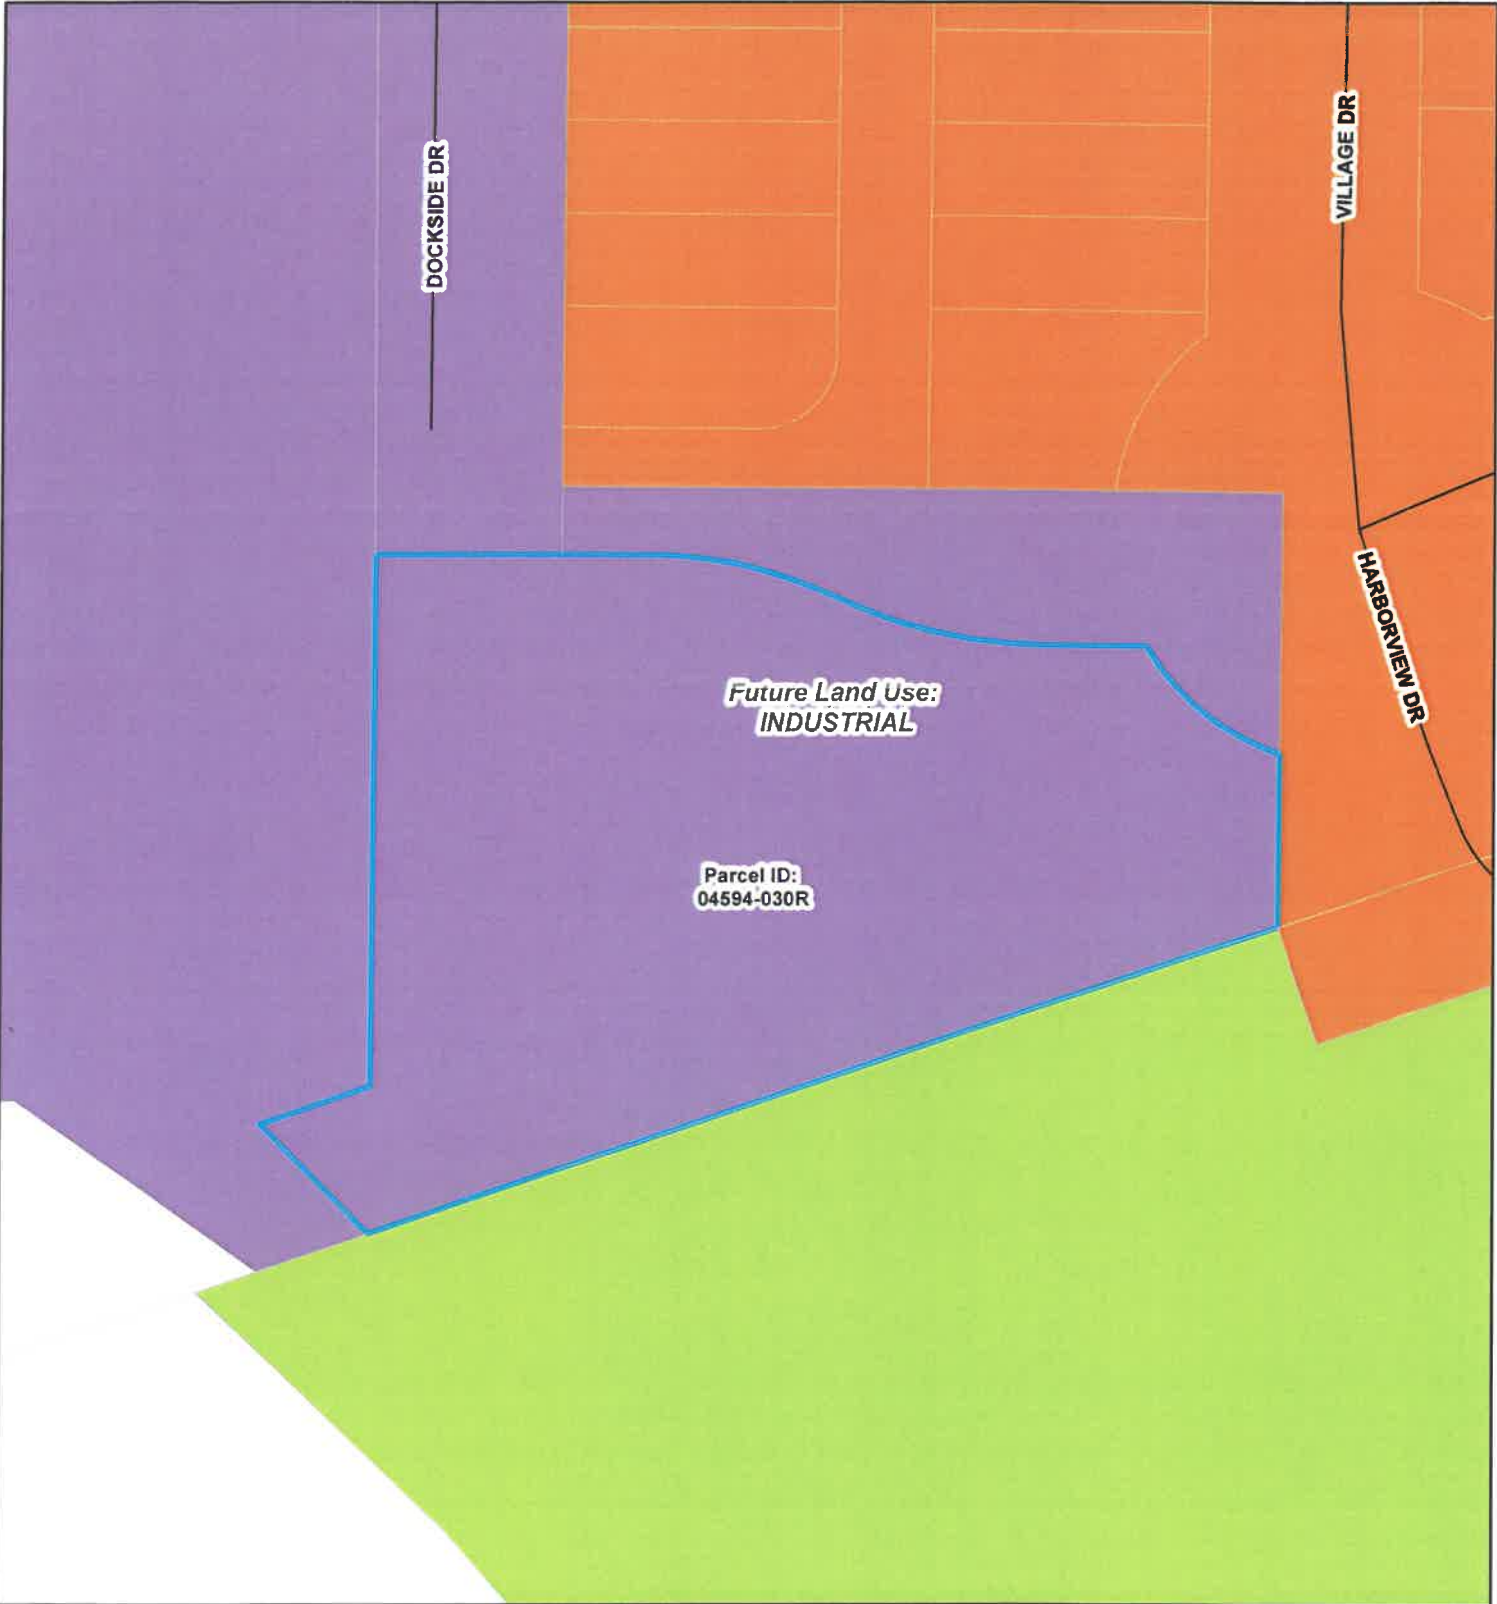 DOCKSIDE DR
VILLAGE DR
HARBORVIEW DR
Future Land Use:
INDUSTRIAL
Parcel ID:
04594-030R